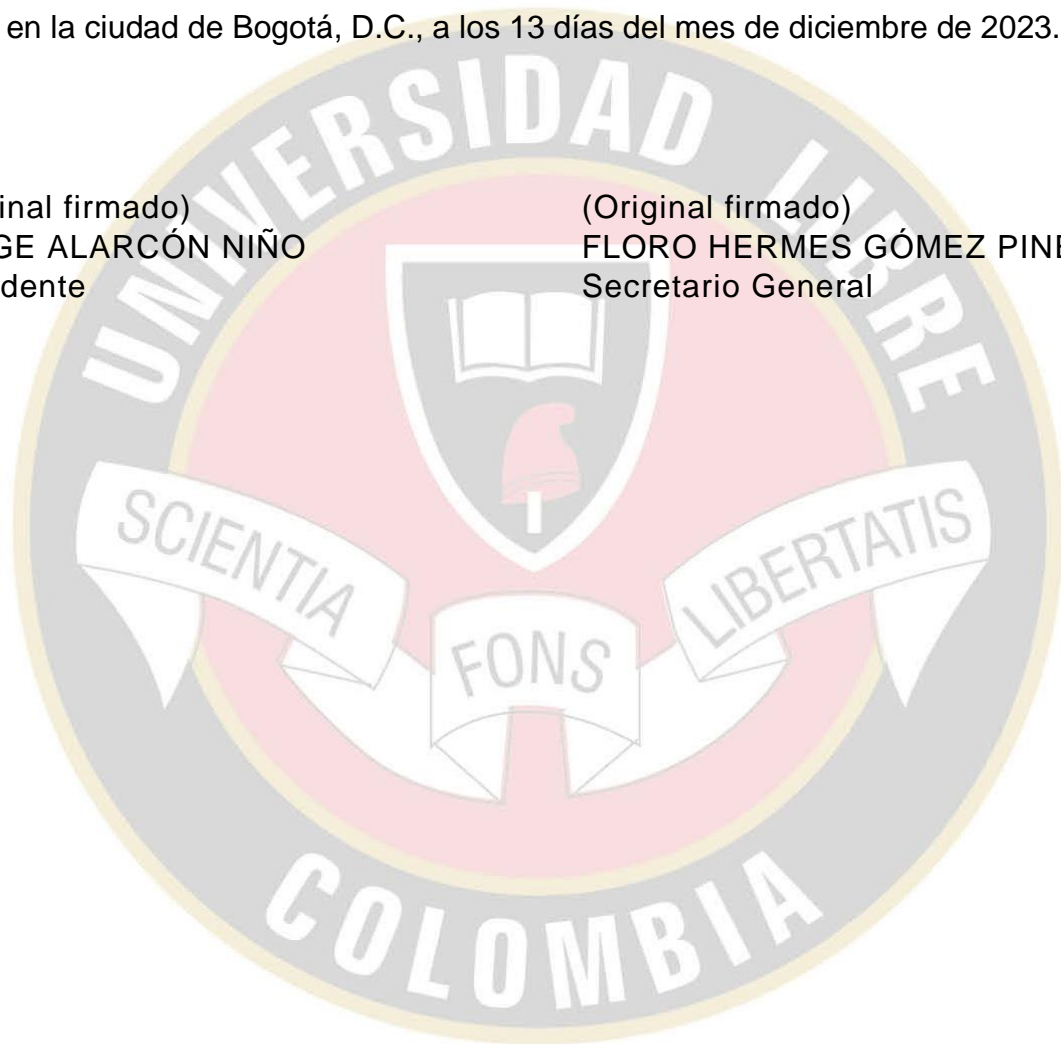 en la ciudad de Bogotá, D.C., a los 13 días del mes de diciembre de 2023.
inal firmado)
(Original firmado)
GE ALARCÓN NIÑO
FLORO HERMES GÓMEZ PINE
dente
Secretario General
UNIVERSIDAD LIBRE
SCIENTIA
FONS
LIBERTATIS
COLOMBIA